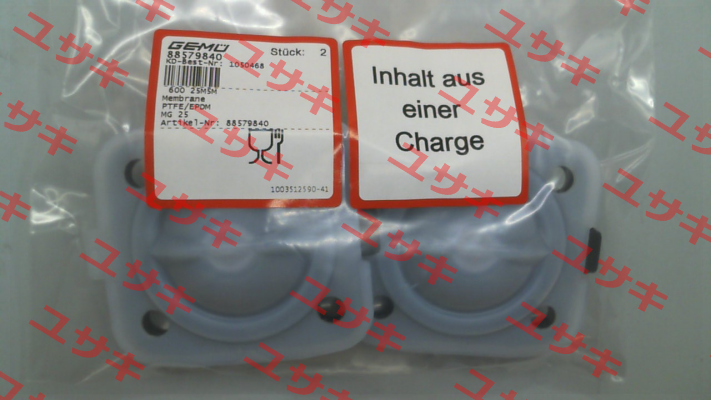 GEMÜ
Stück: 2
88579840
KD-Best-Nr: 1050468
600 25M5M
Membrane
PTFE/EPDM
MG 25
Artikel-Nr: 88579840
1003512590-41
Inhalt aus
einer
Charge
ユサキ
ユサキ
ユサキ
ユサキ
ユサキ
ユサキ
ユサキ
ユサキ
ユサキ
ユサキ
ユサキ
ユサキ